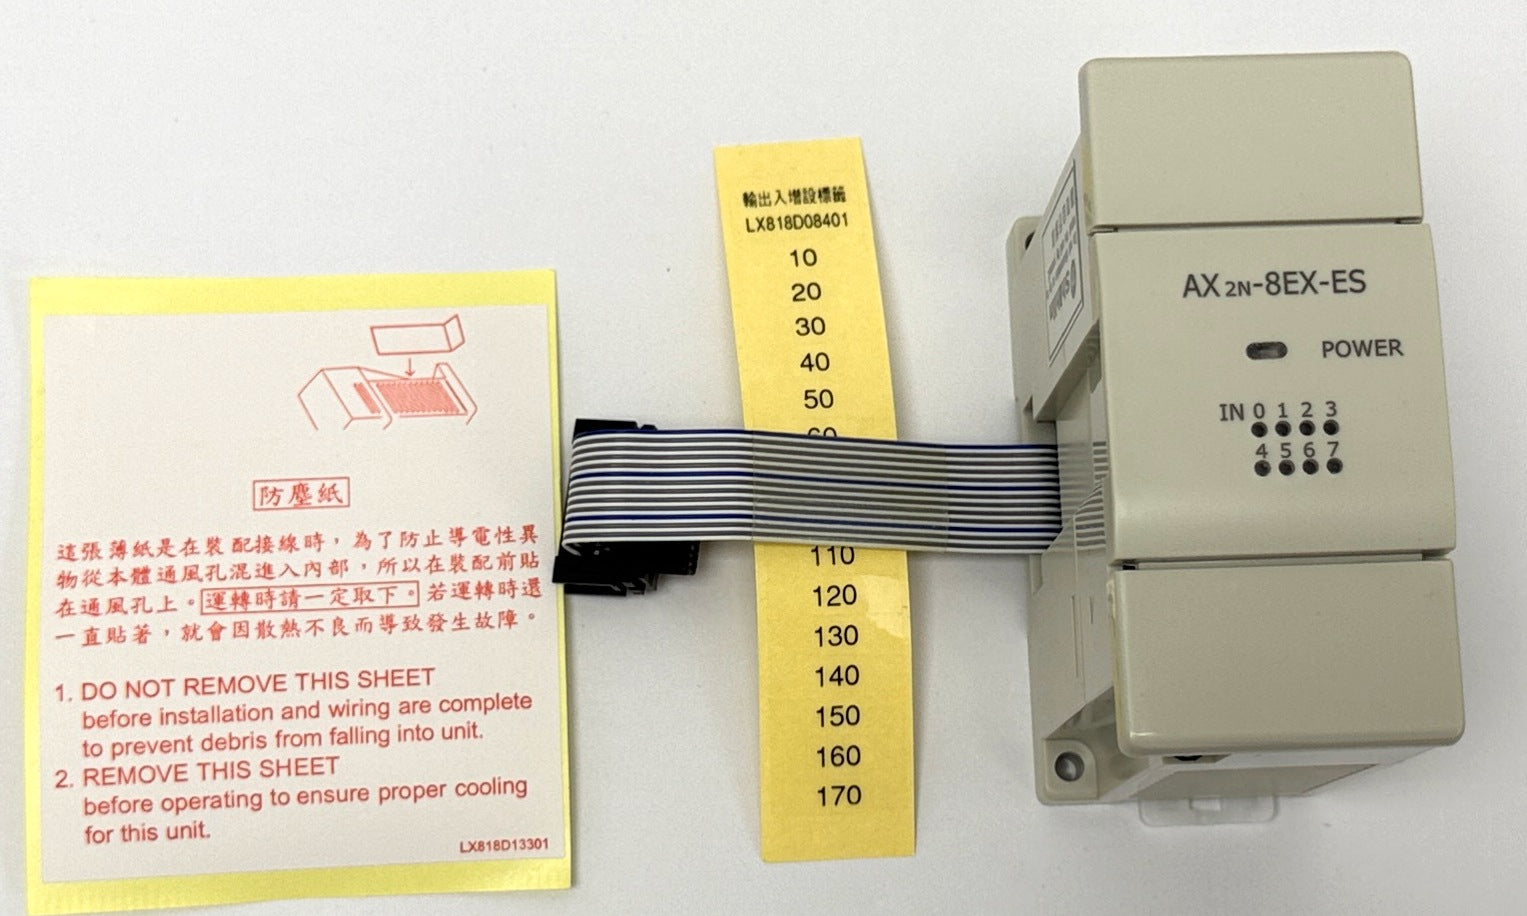 防塵紙
這張薄紙是在裝配接線時，為了防止導電性異
物從本體通風孔混進入內部，所以在裝配前貼
在通風孔上。運轉時請一定取下。若運轉時還
一直貼著，就會因散熱不良而導致發生故障。
1. DO NOT REMOVE THIS SHEET
before installation and wiring are complete
to prevent debris from falling into unit.
2. REMOVE THIS SHEET
before operating to ensure proper cooling
for this unit.
LX818D13301
輸出入增設標籤
LX818D08401
10
20
30
40
50
60
110
120
130
140
150
160
170
AX2N-8EX-ES
POWER
IN 0 1 2 3
4 5 6 7